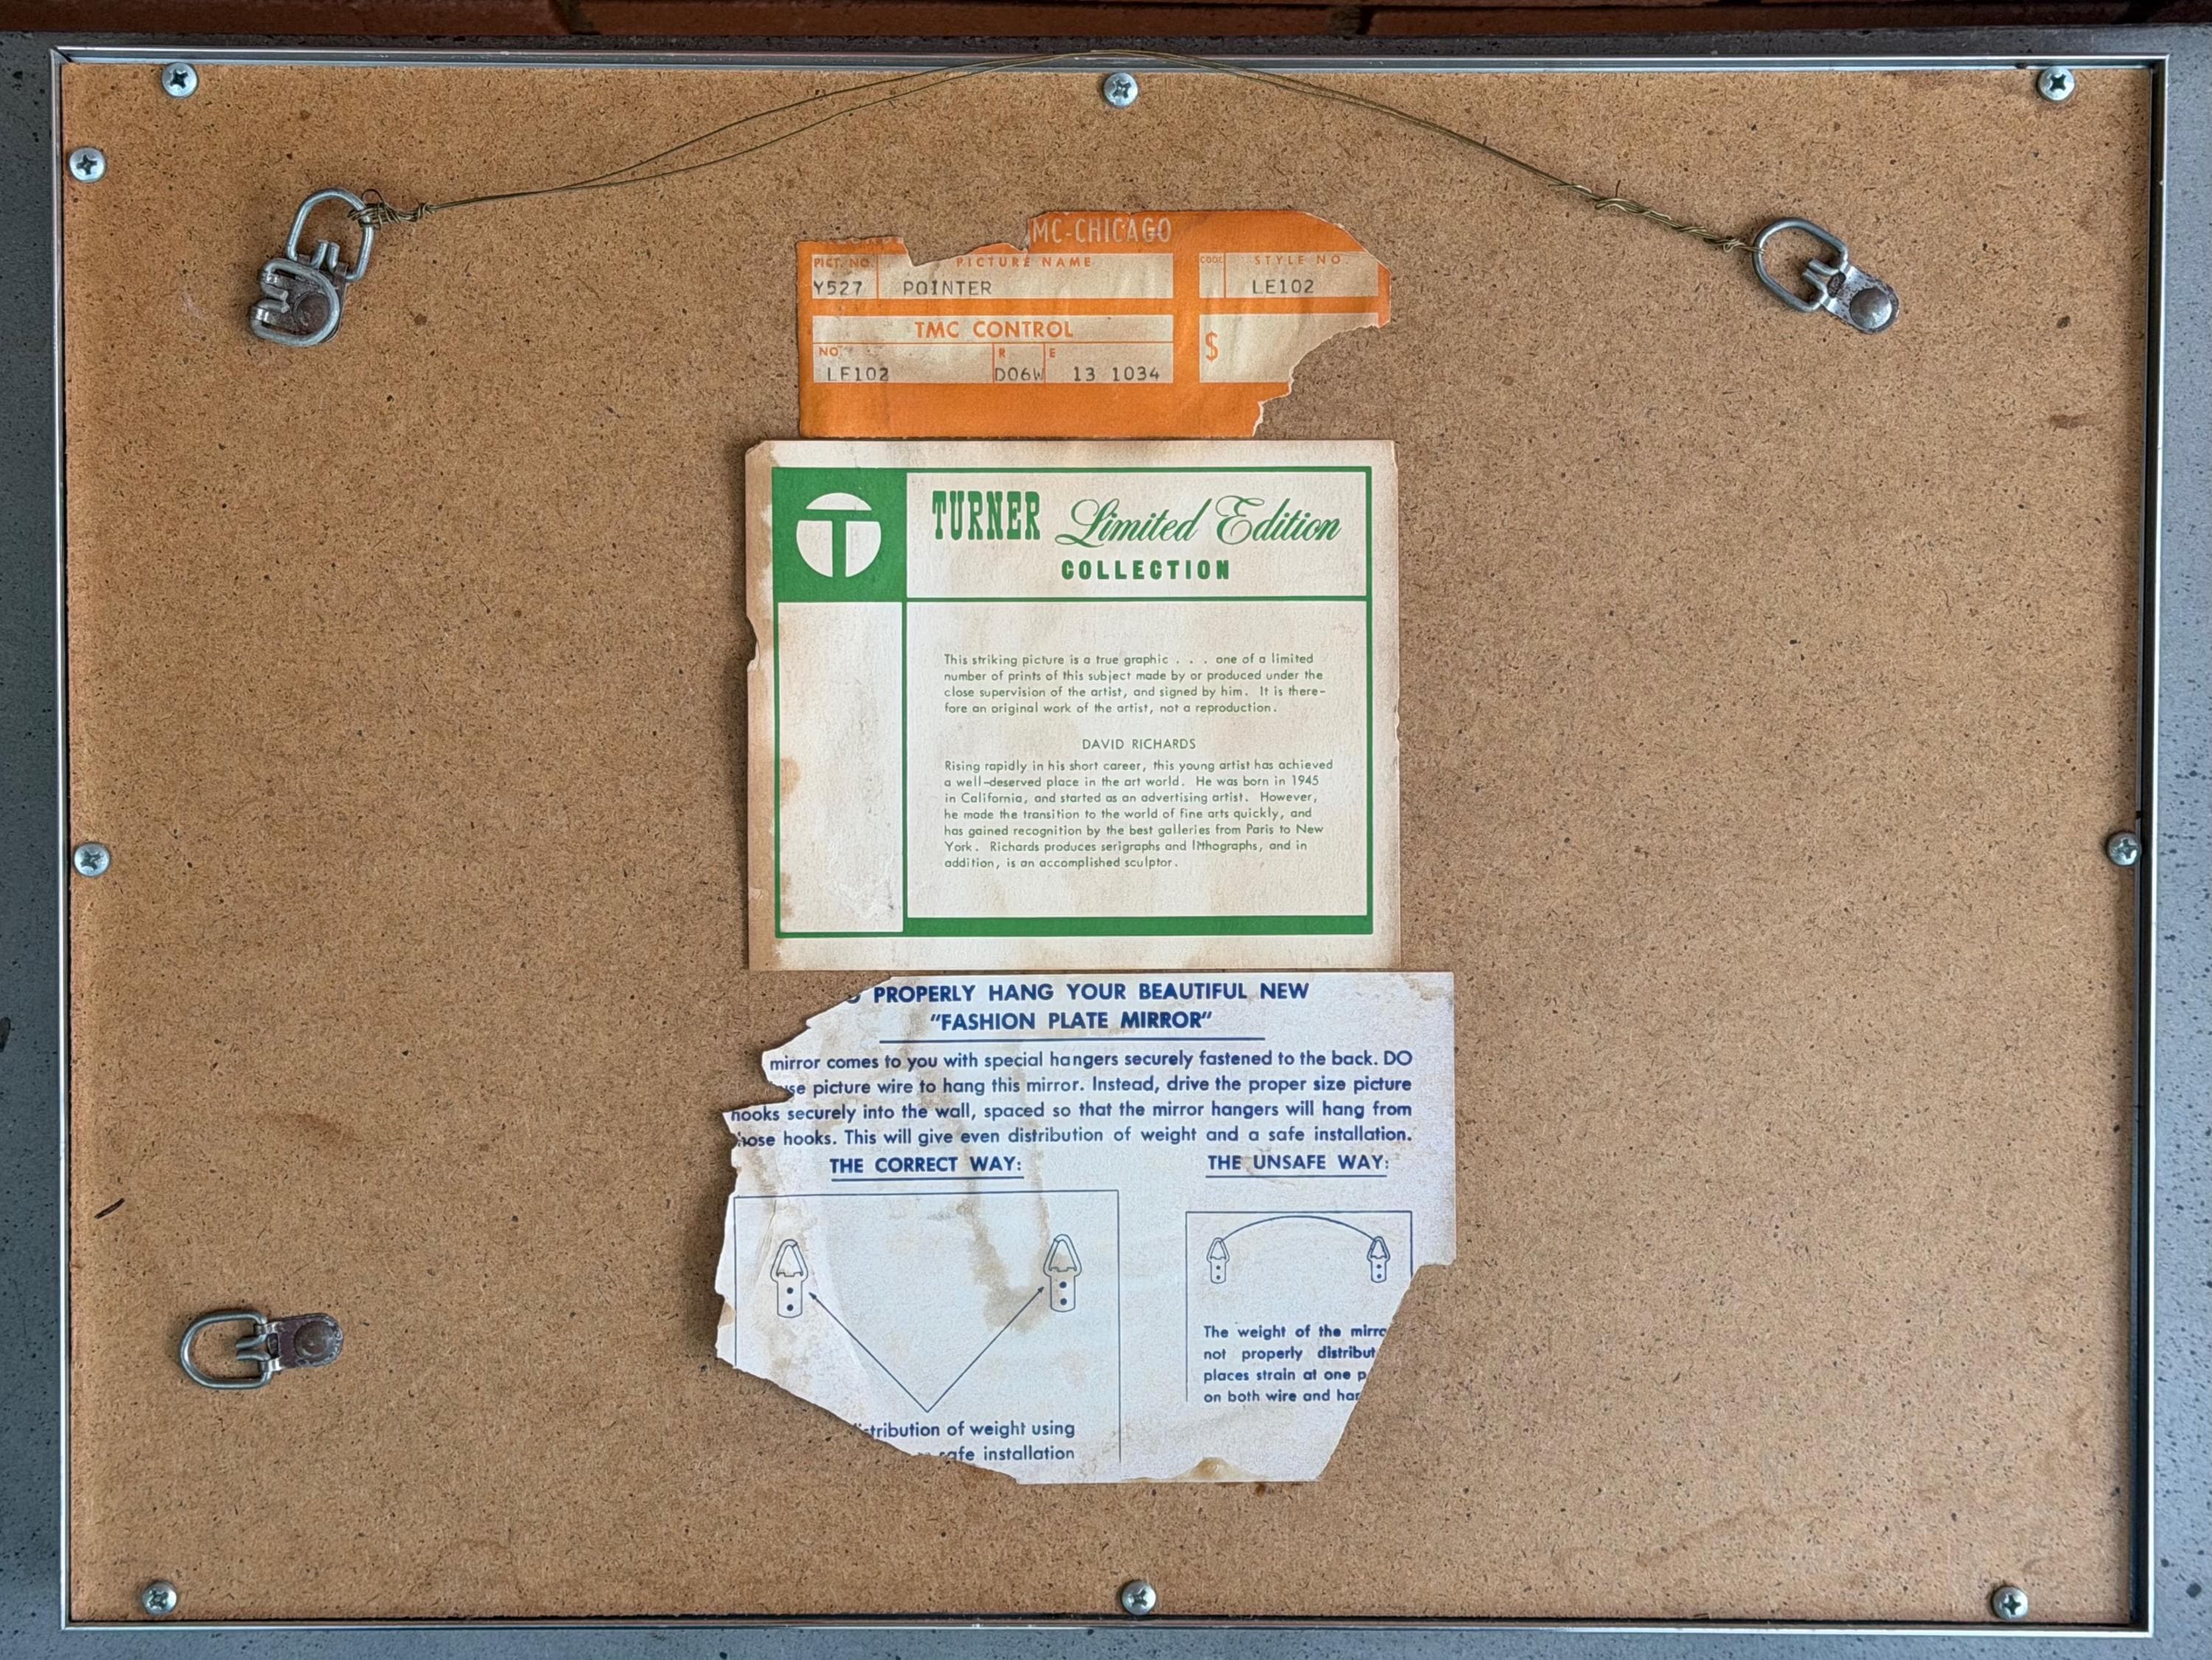 MC-CHICAGO
PICT. NO. PICTURE NAME CODE STYLE NO.
Y527 POINTER LE102
TMC CONTROL
$
NO. R E
LE102 D06W 13 1034
T
TURNER Limited Edition
COLLECTION
This striking picture is a true graphic . . . one of a limited
number of prints of this subject made by or produced under the
close supervision of the artist, and signed by him. It is there-
fore an original work of the artist, not a reproduction.
DAVID RICHARDS
Rising rapidly in his short career, this young artist has achieved
a well-deserved place in the art world. He was born in 1945
in California, and started as an advertising artist. However,
he made the transition to the world of fine arts quickly, and
has gained recognition by the best galleries from Paris to New
York. Richards produces serigraphs and lithographs, and in
addition, is an accomplished sculptor.
PROPERLY HANG YOUR BEAUTIFUL NEW
"FASHION PLATE MIRROR"
mirror comes to you with special hangers securely fastened to the back. DO
se picture wire to hang this mirror. Instead, drive the proper size picture
hooks securely into the wall, spaced so that the mirror hangers will hang from
hose hooks. This will give even distribution of weight and a safe installation.
THE CORRECT WAY: THE UNSAFE WAY:
The weight of the mirro
not properly distribut
places strain at one p
on both wire and han
stribution of weight using
safe installation